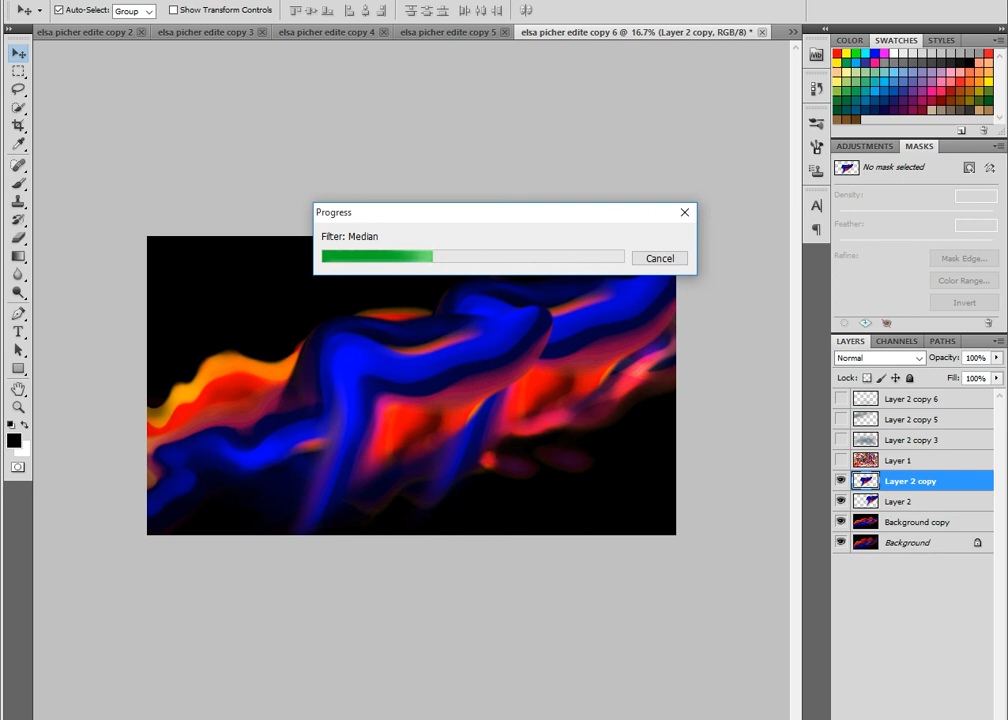 Auto-Select: Group Show Transform Controls
elsa picher edite copy 2 elsa picher edite copy 3 elsa picher edite copy 4 elsa picher edite copy 5 elsa picher edite copy 6 @ 16.7% (Layer 2 copy, RGB/8) *
COLOR SWATCHES STYLES
ADJUSTMENTS MASKS
No mask selected
Density:
Feather:
Refine: Mask Edge...
Color Range...
Invert
Progress
Filter: Median
Cancel
LAYERS CHANNELS PATHS
Normal Opacity: 100%
Lock: Fill: 100%
Layer 2 copy 6
Layer 2 copy 5
Layer 2 copy 3
Layer 1
Layer 2 copy
Layer 2
Background copy
Background